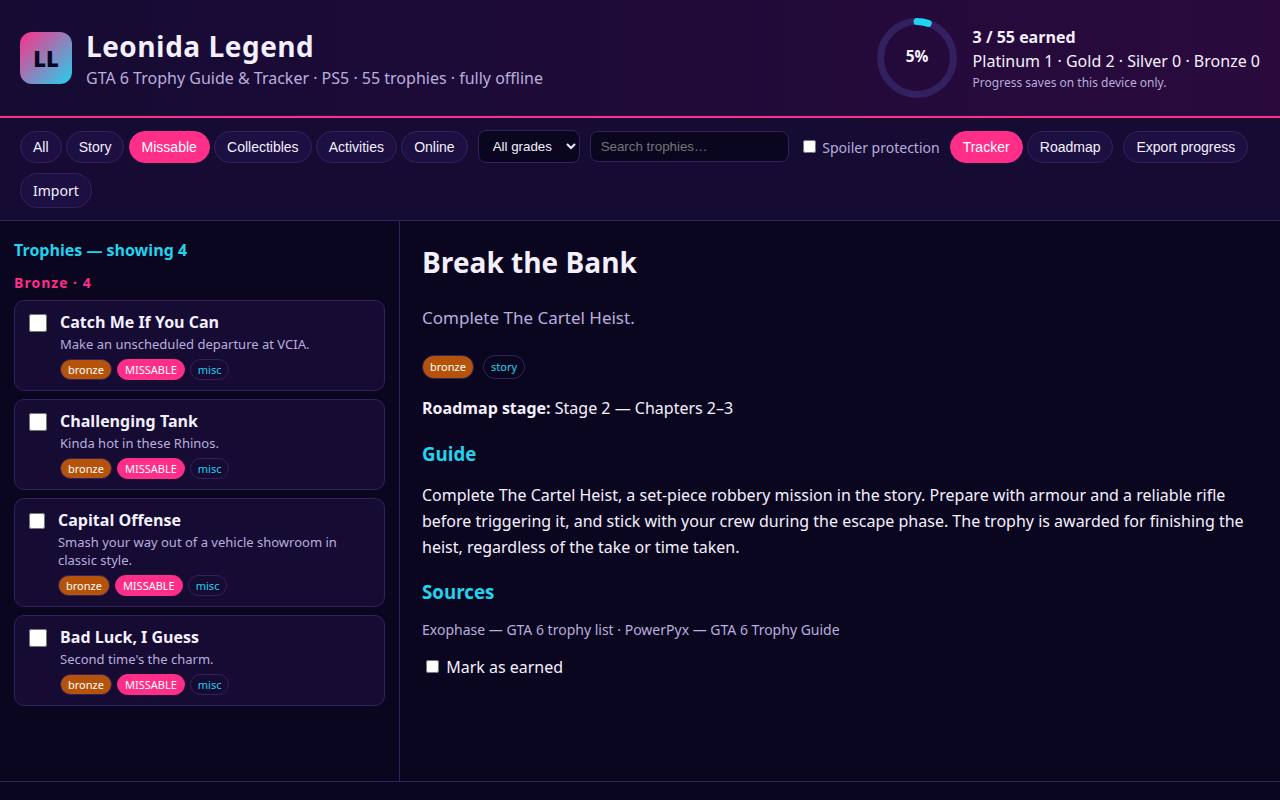 LL
Leonida Legend
GTA 6 Trophy Guide & Tracker · PS5 · 55 trophies · fully offline
5%
3 / 55 earned
Platinum 1 · Gold 2 · Silver 0 · Bronze 0
Progress saves on this device only.
All Story Missable Collectibles Activities Online All grades Search trophies… Spoiler protection Tracker Roadmap Export progress
Import
Trophies — showing 4
Bronze · 4
Catch Me If You Can
Make an unscheduled departure at VCIA.
bronze MISSABLE misc
Challenging Tank
Kinda hot in these Rhinos.
bronze MISSABLE misc
Capital Offense
Smash your way out of a vehicle showroom in
classic style.
bronze MISSABLE misc
Bad Luck, I Guess
Second time's the charm.
bronze MISSABLE misc
Break the Bank
Complete The Cartel Heist.
bronze story
Roadmap stage: Stage 2 — Chapters 2–3
Guide
Complete The Cartel Heist, a set-piece robbery mission in the story. Prepare with armour and a reliable rifle
before triggering it, and stick with your crew during the escape phase. The trophy is awarded for finishing the
heist, regardless of the take or time taken.
Sources
Exophase — GTA 6 trophy list · PowerPyx — GTA 6 Trophy Guide
Mark as earned